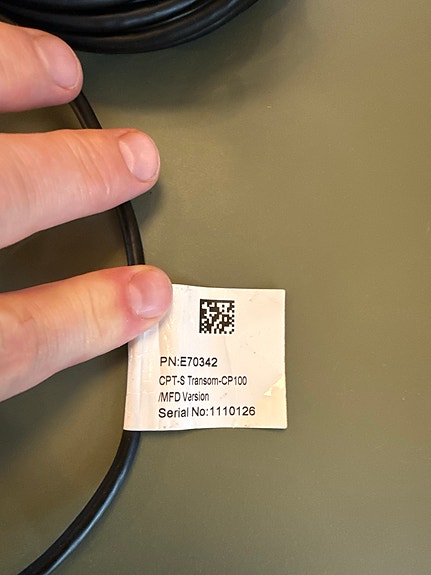 PN:E70342
CPT-S Transom-CP100
/MFD Version
Serial No:1110126